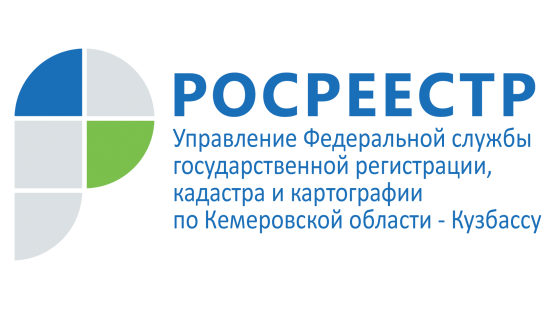 РОСРЕЕСТР
Управление Федеральной службы
государственной регистрации,
кадастра и картографии
по Кемеровской области - Кузбассу